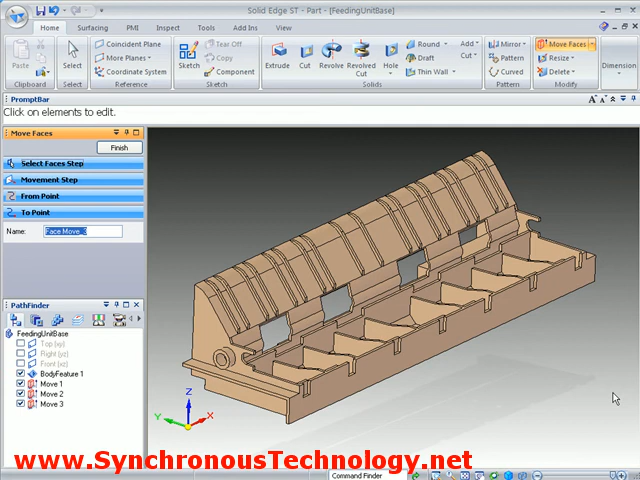 Solid Edge ST - Part - [FeedingUnitBase]
Home Surfacing PMI Inspect Tools Add Ins View
Paste Select Coincident Plane More Planes Coordinate System Sketch Tear Off Copy Component Extrude Cut Revolve Revolved Cut Hole Round Draft Thin Wall Add Cut Mirror Pattern Curved Move Faces Resize Delete Dimension
Clipboard Select Reference Sketch Solids Pattern Modify
PromptBar
Click on elements to edit.
Move Faces
Finish
Select Faces Step
Movement Step
From Point
To Point
Name: Face Move_3
PathFinder
FeedingUnitBase
Top (xy)
Right (yz)
Front (xz)
BodyFeature 1
Move 1
Move 2
Move 3
Z
Y X
www.SynchronousTechnology.net
Command Finder